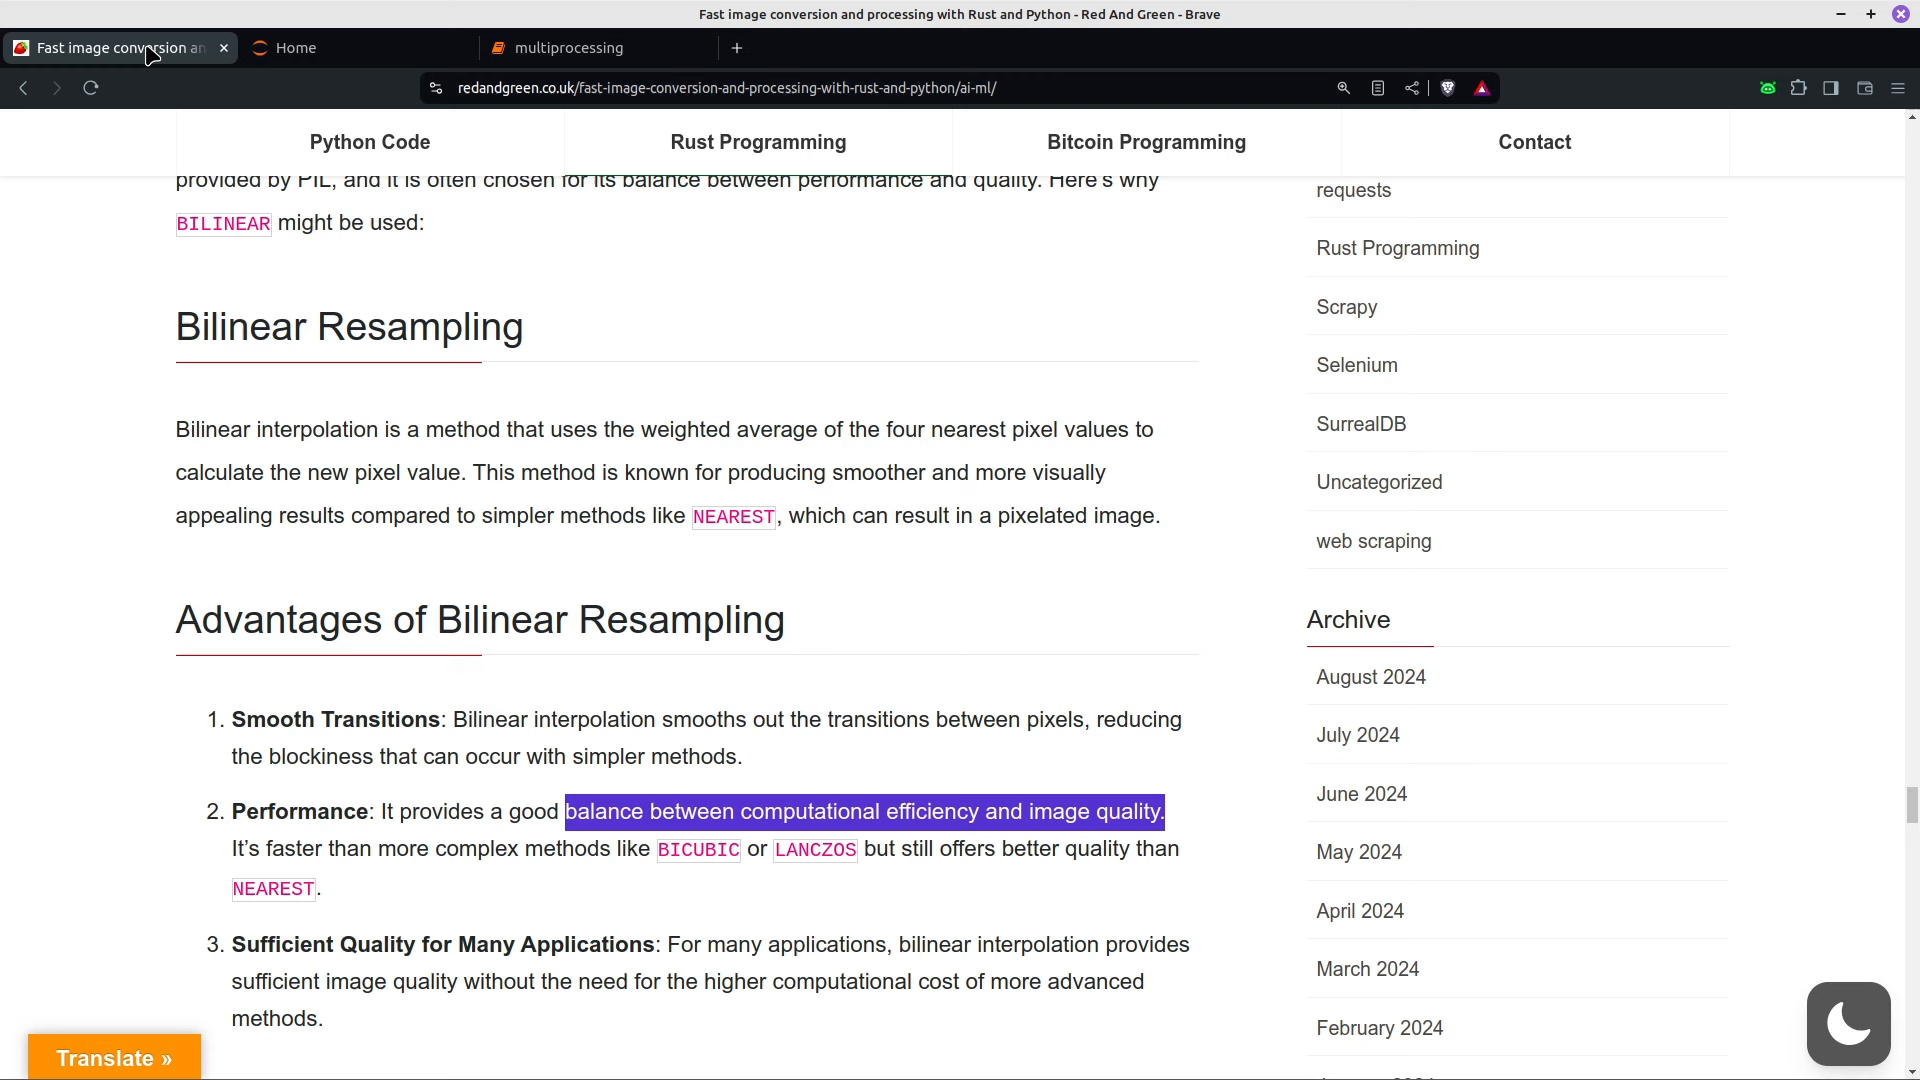 Fast image conversion and processing with Rust and Python - Red And Green - Brave
Fast image conversion an
Home
multiprocessing
redandgreen.co.uk/fast-image-conversion-and-processing-with-rust-and-python/ai-ml/
Python Code
Rust Programming
Bitcoin Programming
Contact
provided by PIL, and it is often chosen for its balance between performance and quality. Here's why
BILINEAR might be used:
Bilinear Resampling
Bilinear interpolation is a method that uses the weighted average of the four nearest pixel values to
calculate the new pixel value. This method is known for producing smoother and more visually
appealing results compared to simpler methods like NEAREST, which can result in a pixelated image.
Advantages of Bilinear Resampling
1. Smooth Transitions: Bilinear interpolation smooths out the transitions between pixels, reducing
the blockiness that can occur with simpler methods.
2. Performance: It provides a good balance between computational efficiency and image quality.
It's faster than more complex methods like BICUBIC or LANCZOS but still offers better quality than
NEAREST.
3. Sufficient Quality for Many Applications: For many applications, bilinear interpolation provides
sufficient image quality without the need for the higher computational cost of more advanced
methods.
Translate »
requests
Rust Programming
Scrapy
Selenium
SurrealDB
Uncategorized
web scraping
Archive
August 2024
July 2024
June 2024
May 2024
April 2024
March 2024
February 2024